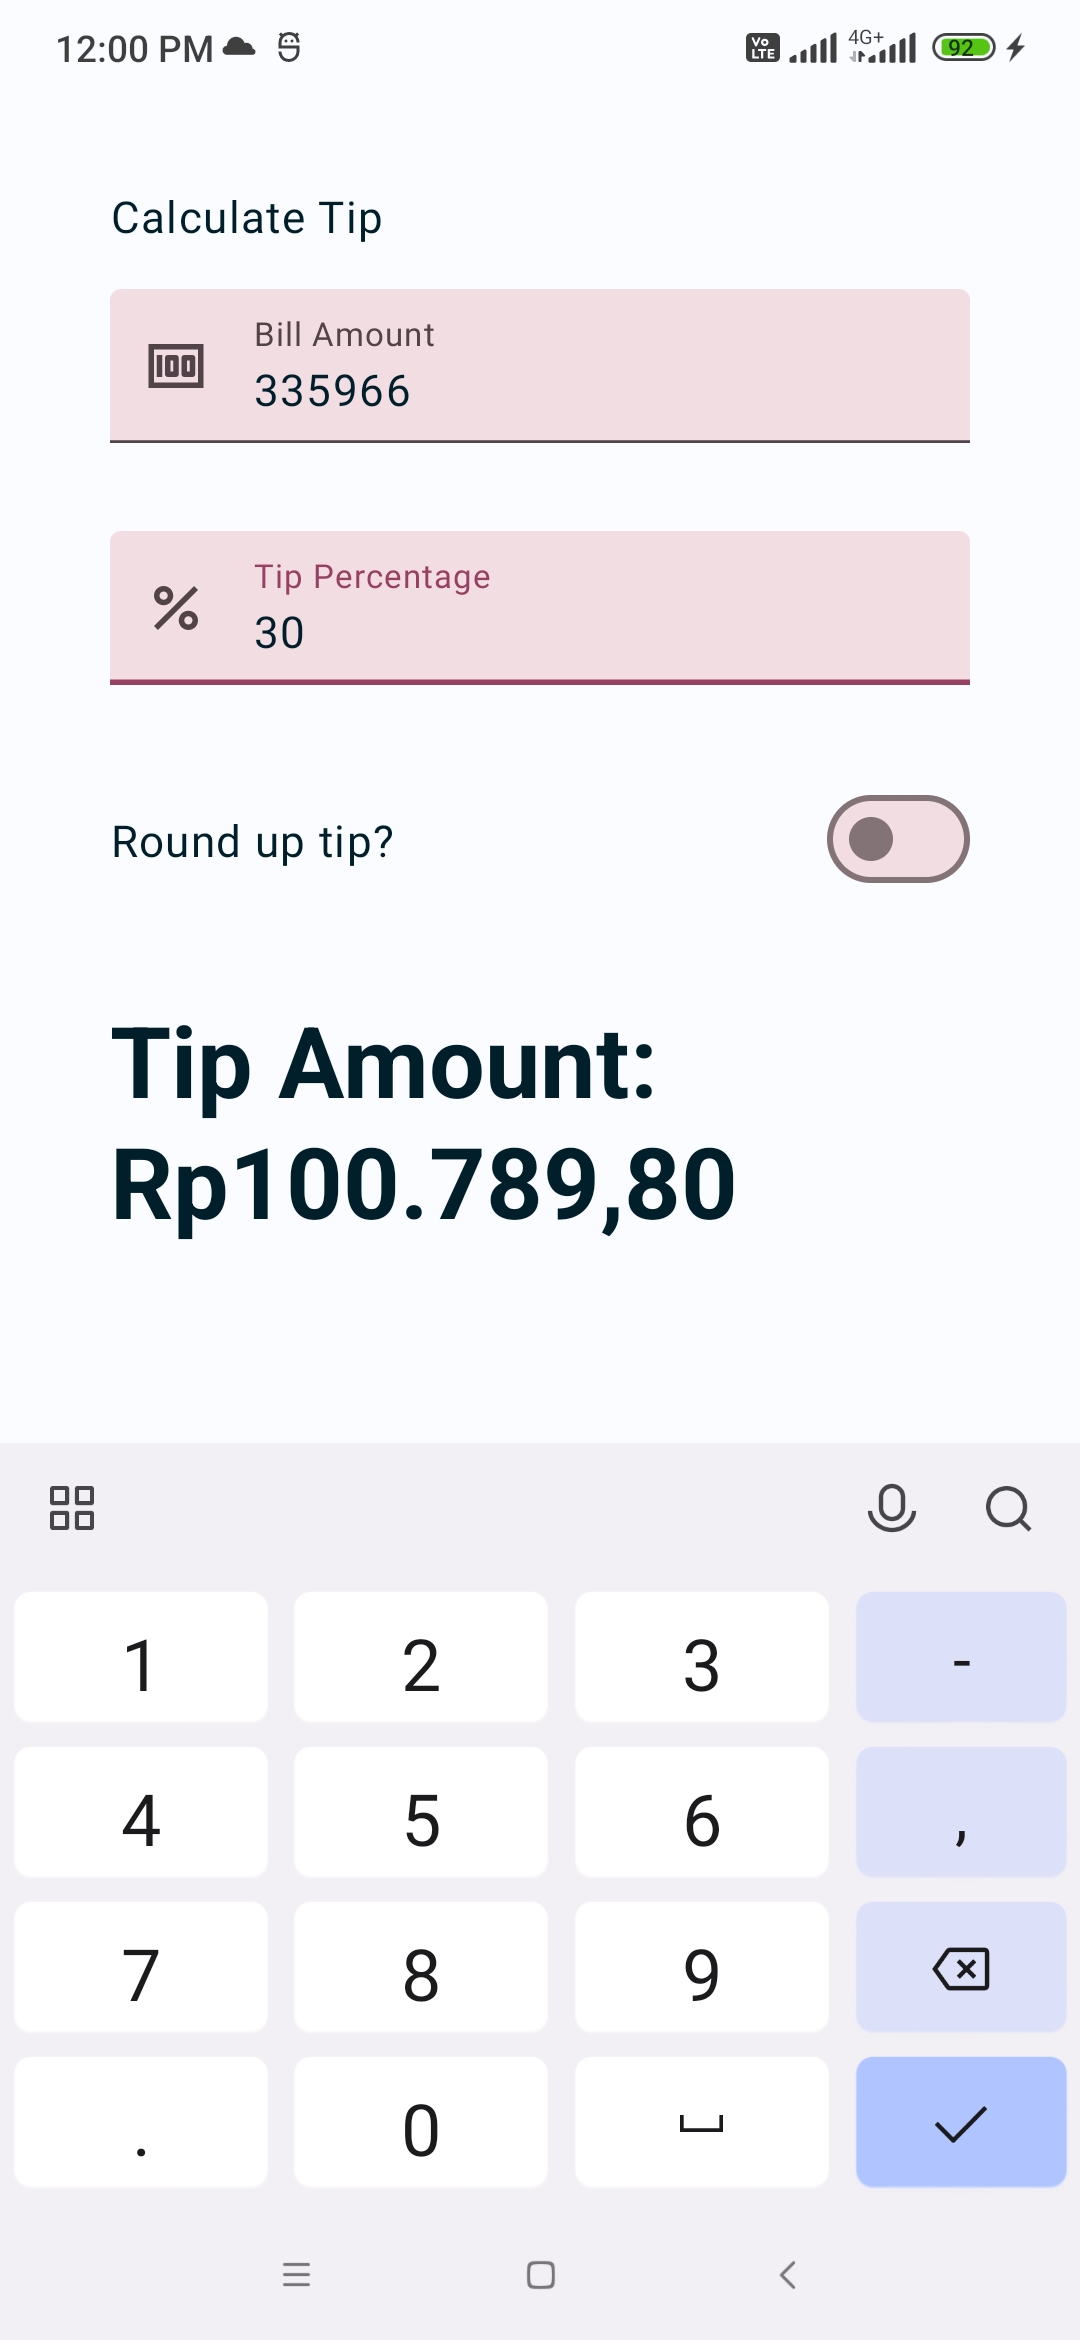 12:00 PM
Vo LTE 4G+ 92
Calculate Tip
Bill Amount
100 335966
Tip Percentage
% 30
Round up tip?
Tip Amount:
Rp100.789,80
1 2 3 -
4 5 6 ,
7 8 9
. 0